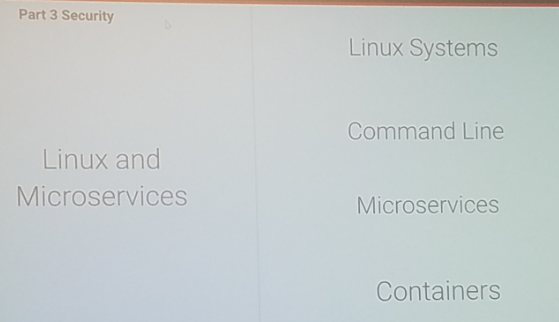 Part 3 Security
Linux and
Microservices
Linux Systems
Command Line
Microservices
Containers